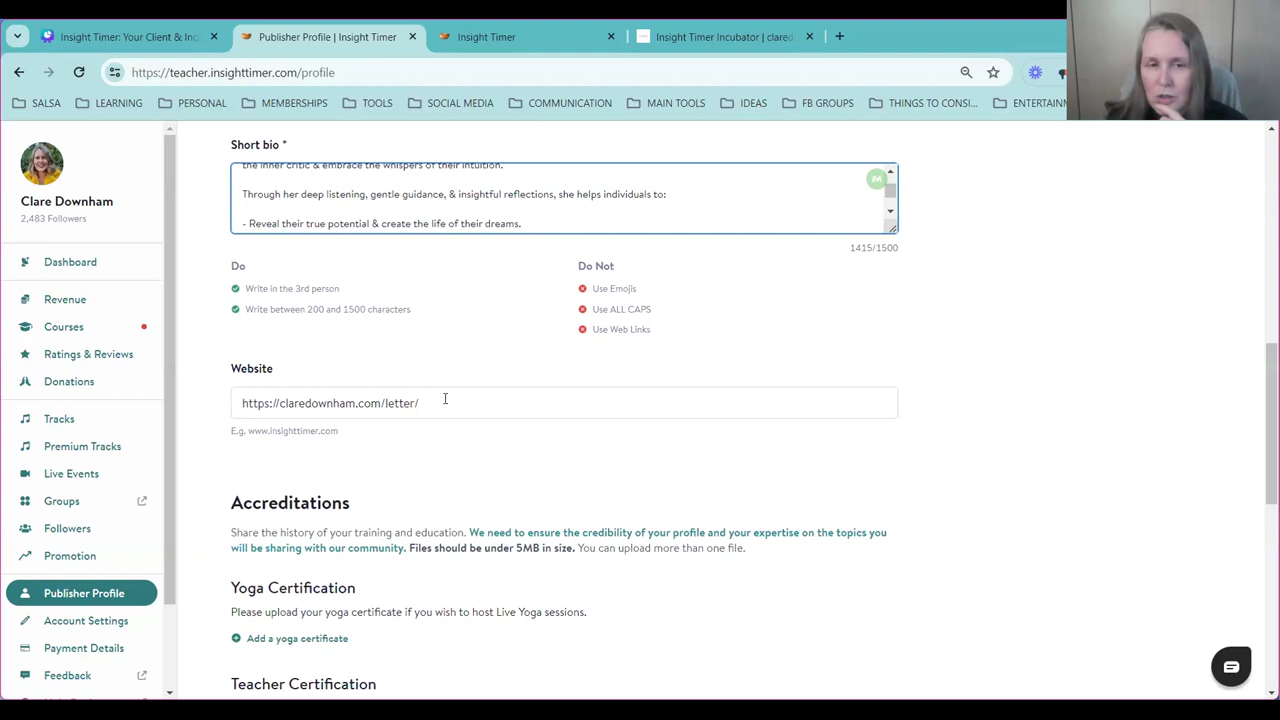 Insight Timer: Your Client & Inc
Publisher Profile | Insight Timer
Insight Timer
Insight Timer Incubator | clared
https://teacher.insighttimer.com/profile
SALSA
LEARNING
PERSONAL
MEMBERSHIPS
TOOLS
SOCIAL MEDIA
COMMUNICATION
MAIN TOOLS
IDEAS
FB GROUPS
THINGS TO CONSI...
ENTERTAINM
Clare Downham
2,483 Followers
Dashboard
Revenue
Courses
Ratings & Reviews
Donations
Tracks
Premium Tracks
Live Events
Groups
Followers
Promotion
Publisher Profile
Account Settings
Payment Details
Feedback
Short bio *
the inner critic & embrace the whispers of their intuition.
Through her deep listening, gentle guidance, & insightful reflections, she helps individuals to:
- Reveal their true potential & create the life of their dreams.
1415/1500
Do
Write in the 3rd person
Write between 200 and 1500 characters
Do Not
Use Emojis
Use ALL CAPS
Use Web Links
Website
https://claredownham.com/letter/
E.g. www.insighttimer.com
Accreditations
Share the history of your training and education. We need to ensure the credibility of your profile and your expertise on the topics you
will be sharing with our community. Files should be under 5MB in size. You can upload more than one file.
Yoga Certification
Please upload your yoga certificate if you wish to host Live Yoga sessions.
Add a yoga certificate
Teacher Certification